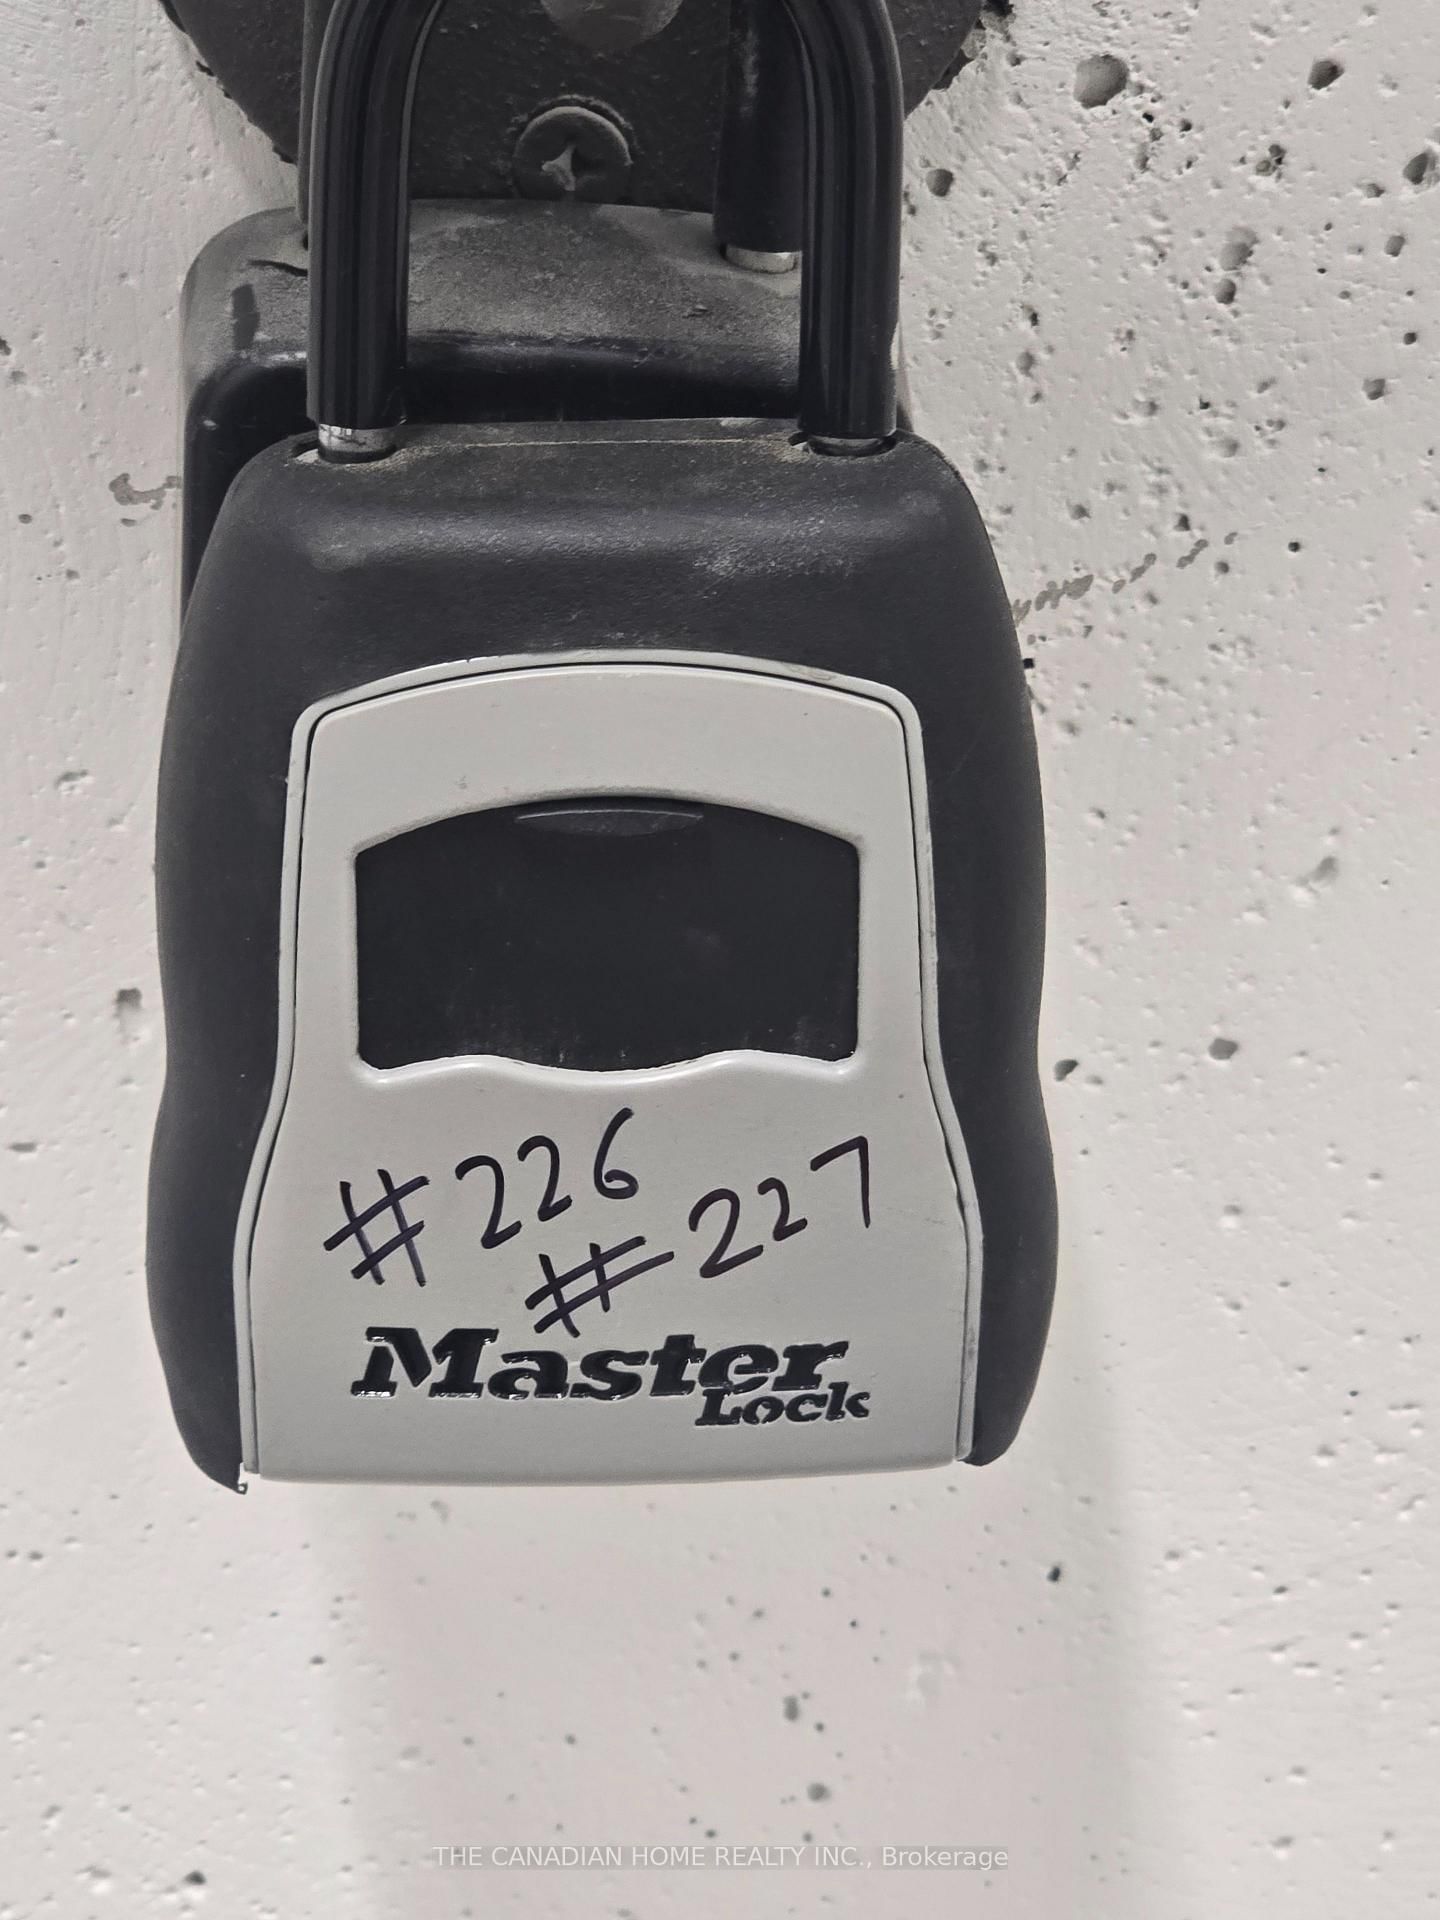 #226
#227
Master
Lock
THE CANADIAN HOME REALTY INC., Brokerage